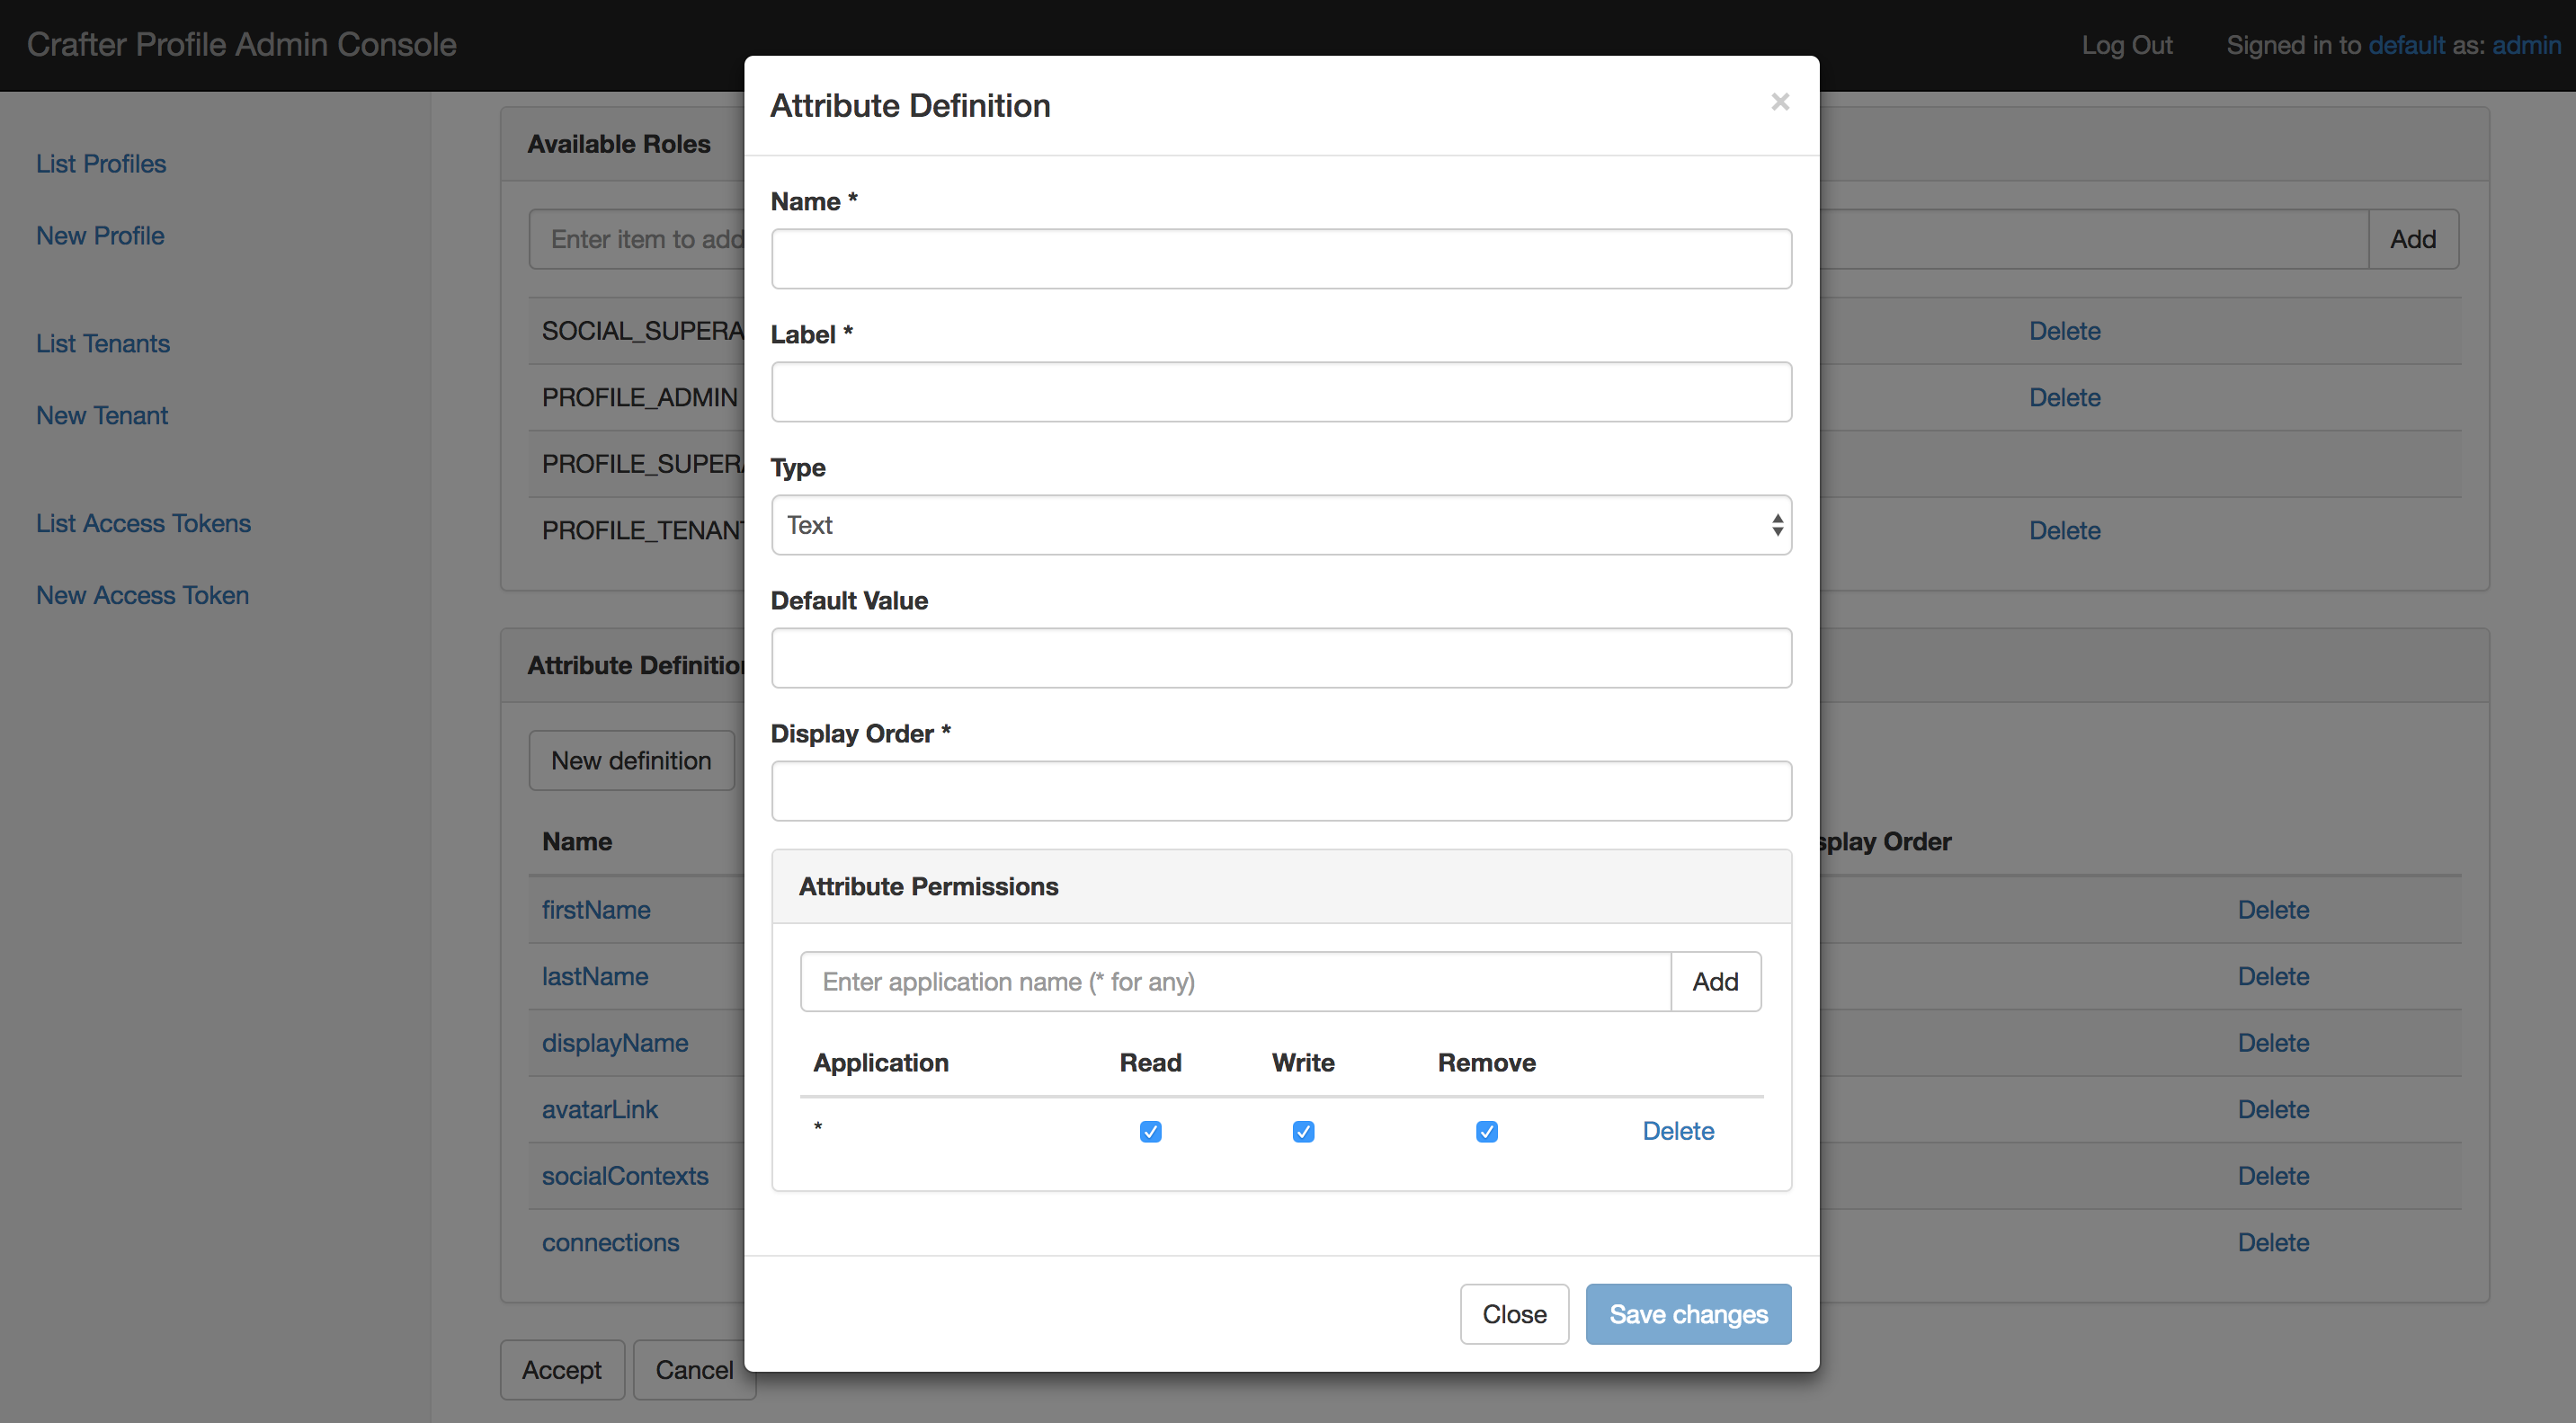 Crafter Profile Admin Console
Log Out Signed in to default as: admin
List Profiles
New Profile
List Tenants
New Tenant
List Access Tokens
New Access Token
Available Roles
Enter item to add
Add
SOCIAL_SUPERA
Delete
PROFILE_ADMIN
Delete
PROFILE_SUPERA
PROFILE_TENANT
Delete
Attribute Definition
New definition
Name
splay Order
firstName
Delete
lastName
Delete
displayName
Delete
avatarLink
Delete
socialContexts
Delete
connections
Delete
Accept Cancel
Attribute Definition ×
Name *
Label *
Type
Text
Default Value
Display Order *
Attribute Permissions
Enter application name (* for any) Add
Application Read Write Remove
* Delete
Close Save changes